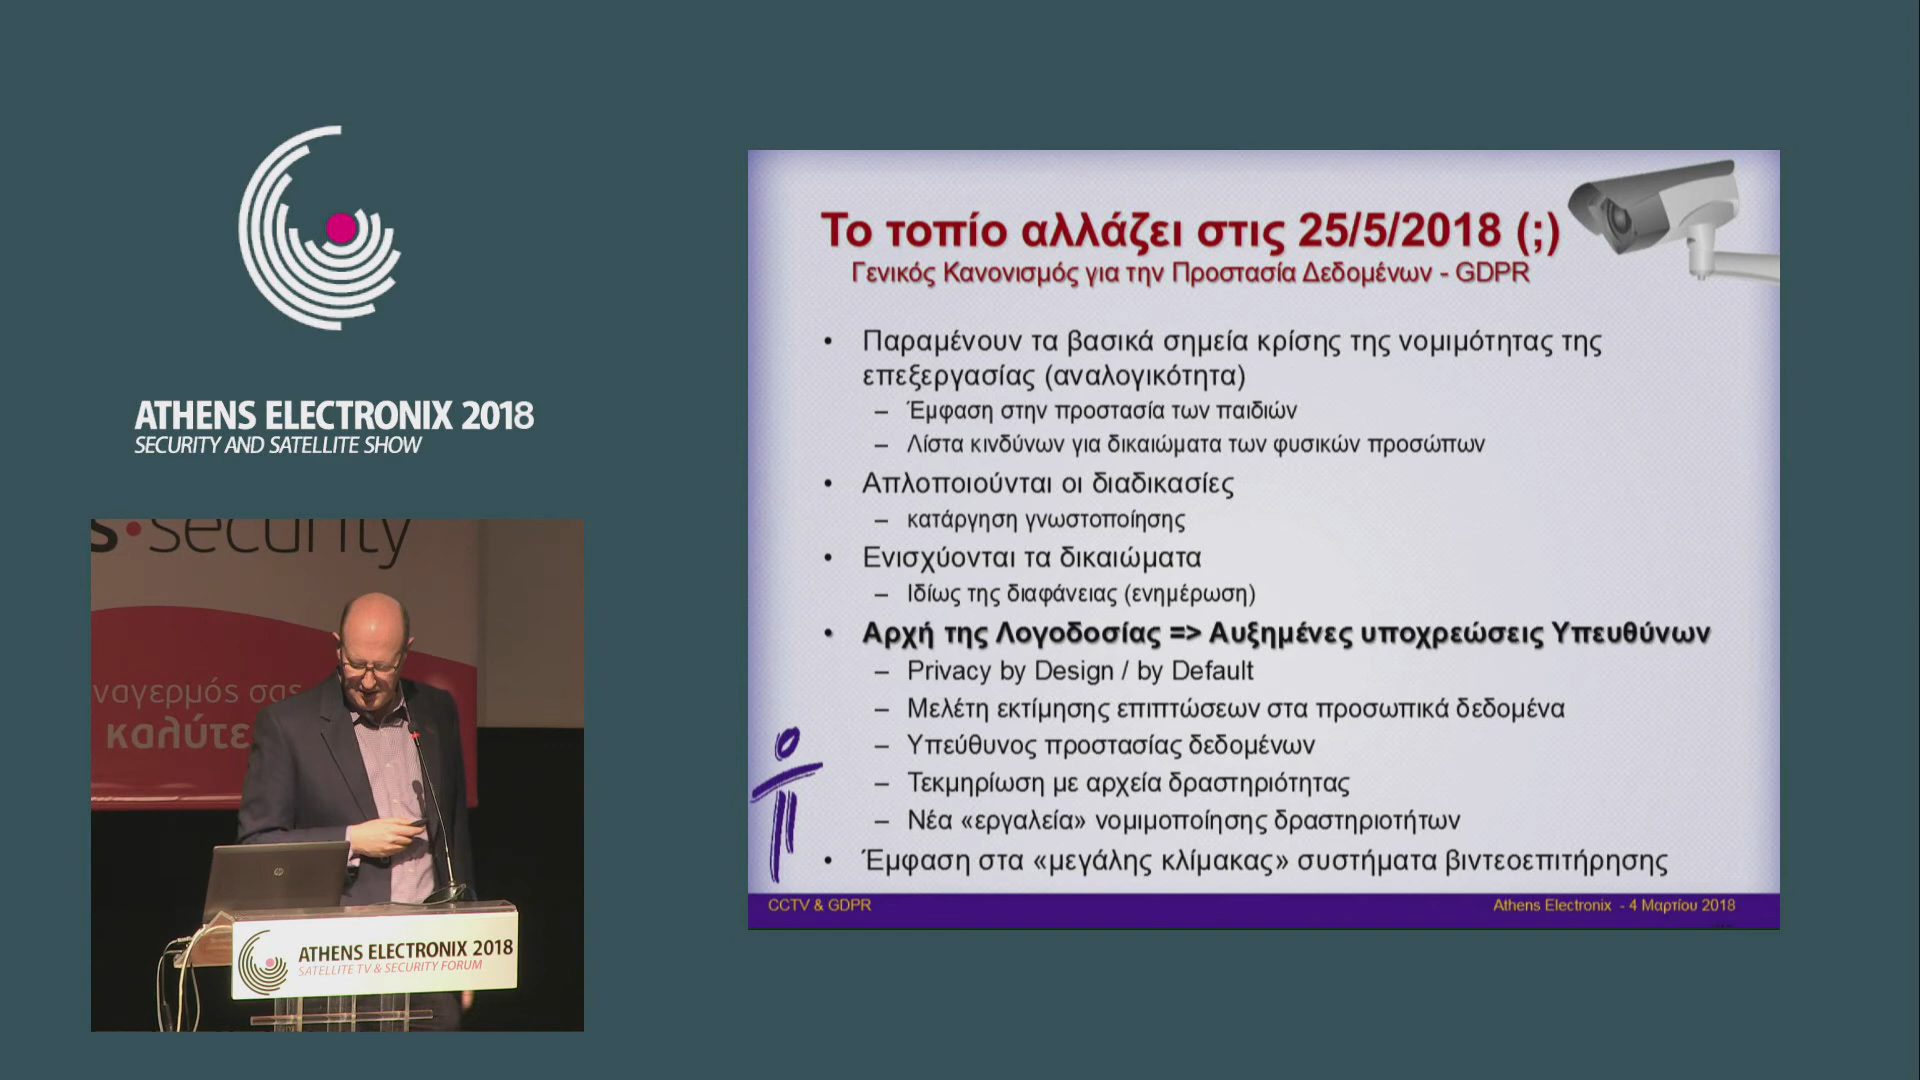 ATHENS ELECTRONIX 2018
SECURITY AND SATELLITE SHOW
s•security
ναγερμός σας
καλύτε
ATHENS ELECTRONIX 2018
SATELLITE TV & SECURITY FORUM
hp
Το τοπίο αλλάζει στις 25/5/2018 (;)
Γενικός Κανονισμός για την Προστασία Δεδομένων - GDPR
• Παραμένουν τα βασικά σημεία κρίσης της νομιμότητας της
επεξεργασίας (αναλογικότητα)
– Έμφαση στην προστασία των παιδιών
– Λίστα κινδύνων για δικαιώματα των φυσικών προσώπων
• Απλοποιούνται οι διαδικασίες
– κατάργηση γνωστοποίησης
• Ενισχύονται τα δικαιώματα
– Ιδίως της διαφάνειας (ενημέρωση)
• Αρχή της Λογοδοσίας => Αυξημένες υποχρεώσεις Υπευθύνων
– Privacy by Design / by Default
– Μελέτη εκτίμησης επιπτώσεων στα προσωπικά δεδομένα
– Υπεύθυνος προστασίας δεδομένων
– Τεκμηρίωση με αρχεία δραστηριότητας
– Νέα «εργαλεία» νομιμοποίησης δραστηριοτήτων
• Έμφαση στα «μεγάλης κλίμακας» συστήματα βιντεοεπιτήρησης
CCTV & GDPR
Athens Electronix - 4 Μαρτίου 2018